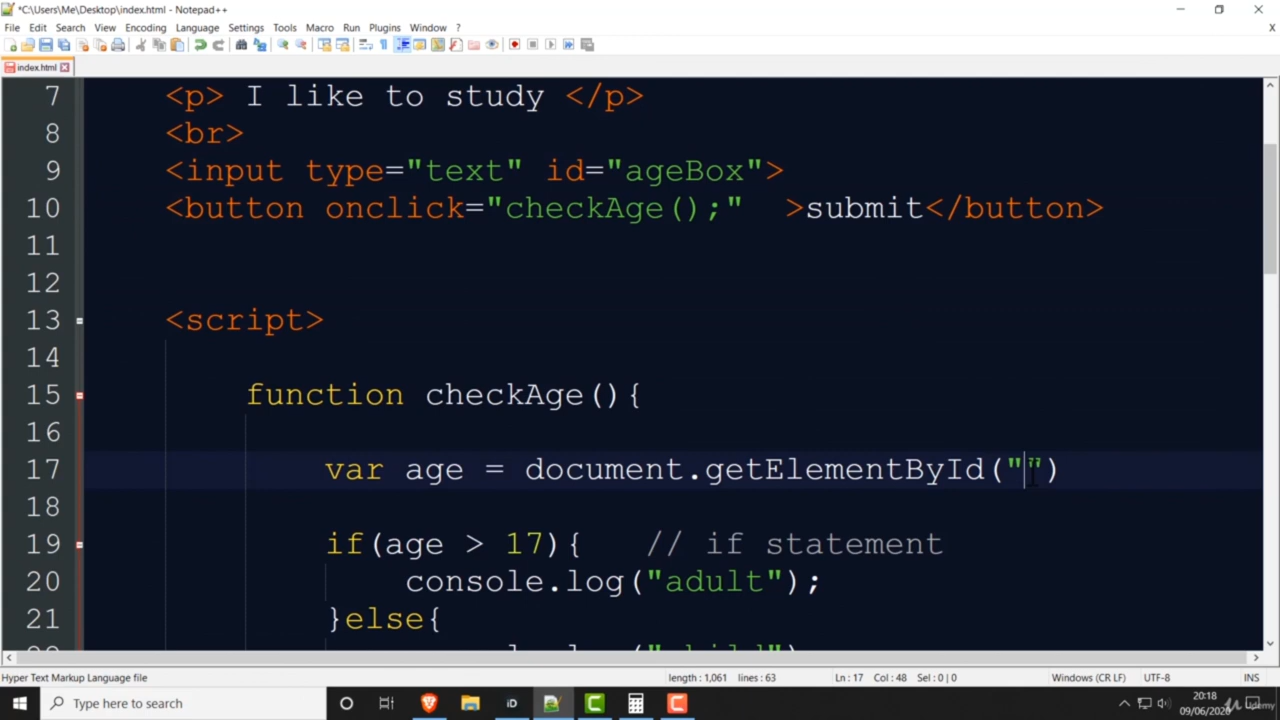 *C:\Users\Me\Desktop\index.html - Notepad++
File Edit Search View Encoding Language Settings Tools Macro Run Plugins Window ?
X
index.html
7 <p> I like to study </p>
8 <br>
9 <input type="text" id="ageBox">
10 <button onclick="checkAge();"  >submit</button>
11
12
13 <script>
14
15 function checkAge(){
16
17 var age = document.getElementById("")
18
19 if(age > 17){   // if statement
20 console.log("adult");
21 }else{
Hyper Text Markup Language file length : 1,061 lines : 63 Ln : 17 Col : 48 Sel : 0 | 0 Windows (CR LF) UTF-8 INS
Type here to search iD 20:18
09/06/2020
Udemy